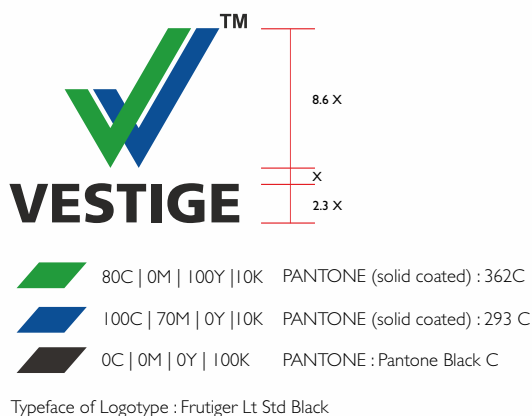 TM
8.6 X
X
2.3 X
VESTIGE
80C | 0M | 100Y |10K PANTONE (solid coated) : 362C
100C | 70M | 0Y |10K PANTONE (solid coated) : 293 C
0C | 0M | 0Y | 100K PANTONE : Pantone Black C
Typeface of Logotype : Frutiger Lt Std Black